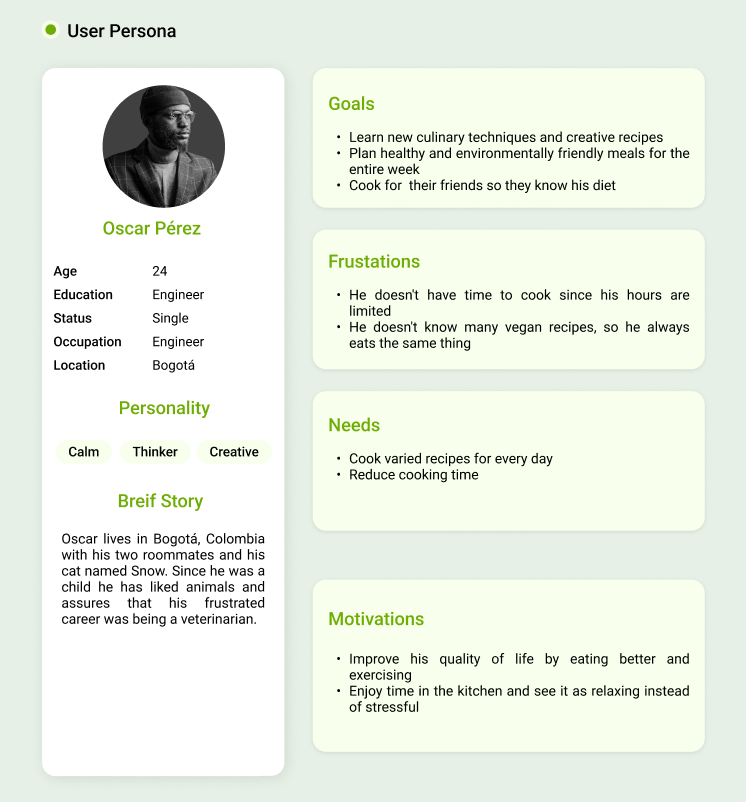 User Persona
Oscar Pérez
Age 24
Education Engineer
Status Single
Occupation Engineer
Location Bogotá
Personality
Calm Thinker Creative
Breif Story
Oscar lives in Bogotá, Colombia
with his two roommates and his
cat named Snow. Since he was a
child he has liked animals and
assures that his frustrated
career was being a veterinarian.
Goals
• Learn new culinary techniques and creative recipes
• Plan healthy and environmentally friendly meals for the
entire week
• Cook for  their friends so they know his diet
Frustations
• He doesn't have time to cook since his hours are
limited
• He doesn't know many vegan recipes, so he always
eats the same thing
Needs
• Cook varied recipes for every day
• Reduce cooking time
Motivations
• Improve his quality of life by eating better and
exercising
• Enjoy time in the kitchen and see it as relaxing instead
of stressful